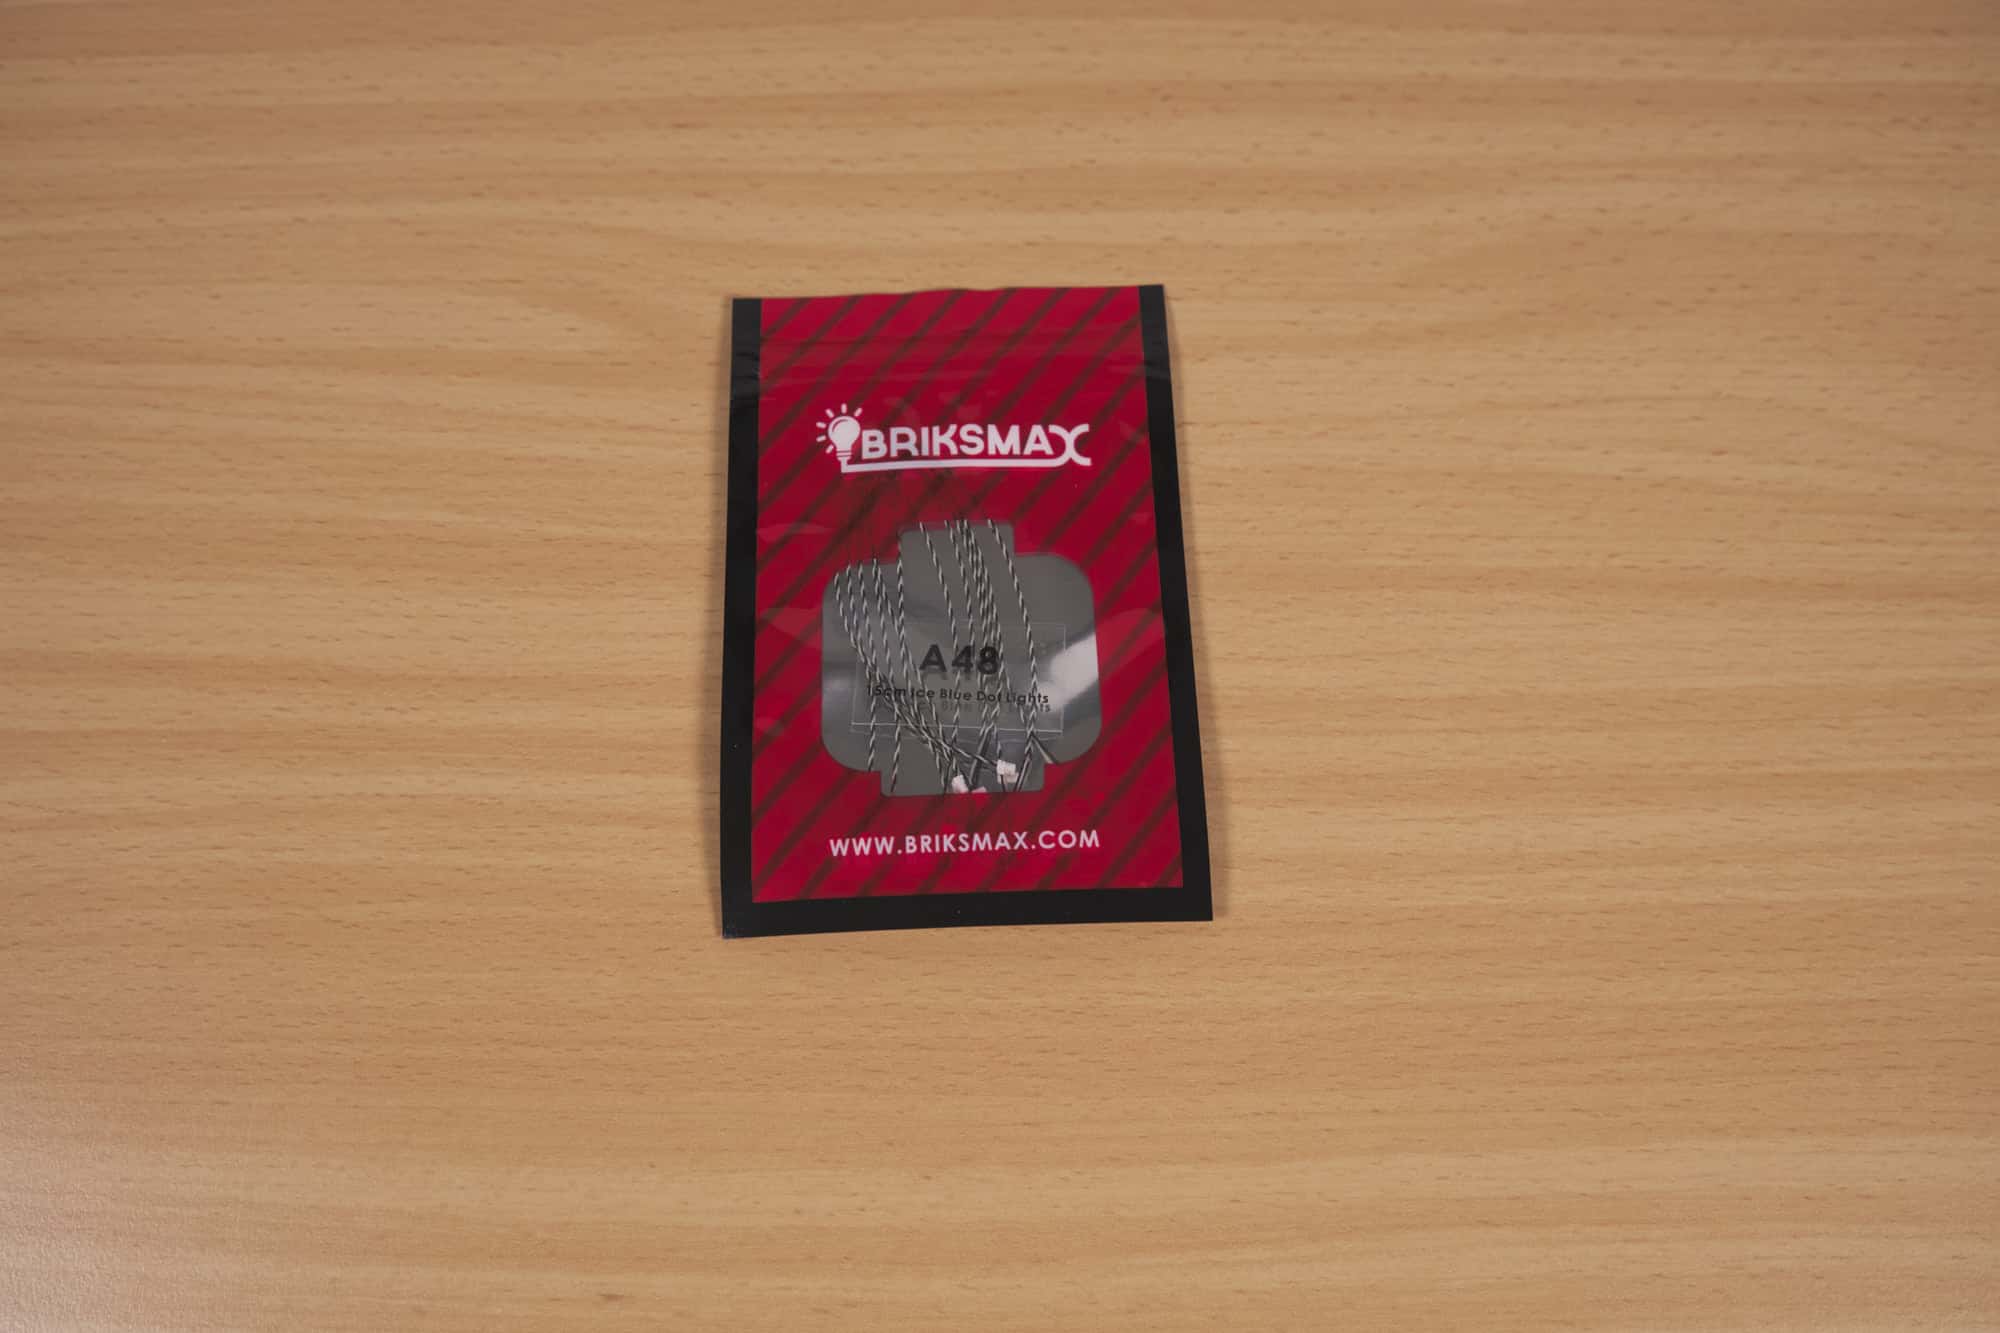 BRIKSMAX
A48
15cm Ice Blue Dot Lights
WWW.BRIKSMAX.COM